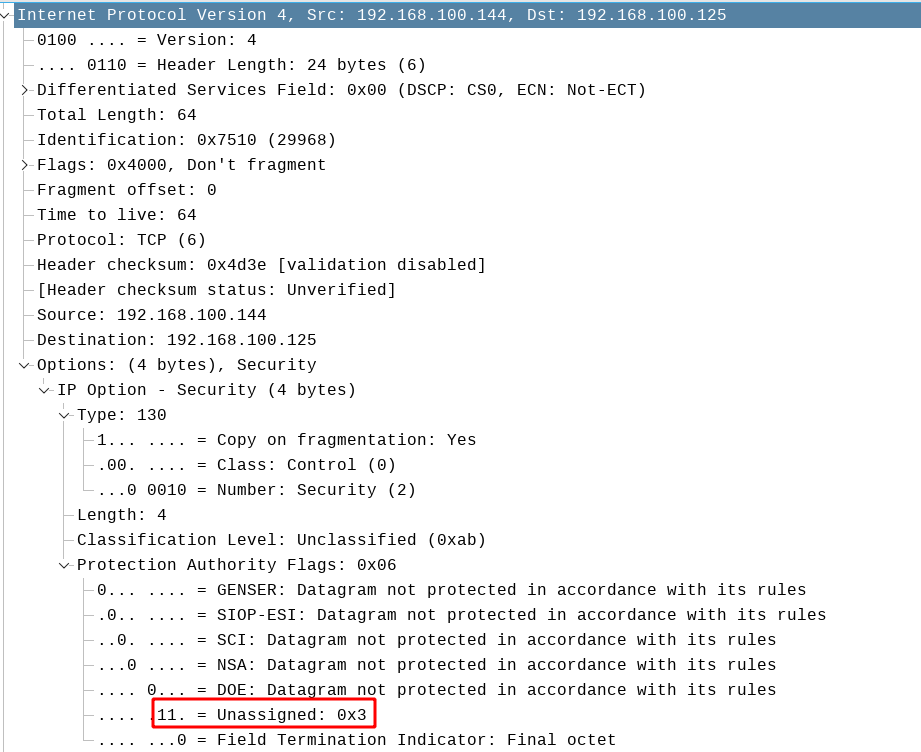 Internet Protocol Version 4, Src: 192.168.100.144, Dst: 192.168.100.125
0100 .... = Version: 4
.... 0110 = Header Length: 24 bytes (6)
Differentiated Services Field: 0x00 (DSCP: CS0, ECN: Not-ECT)
Total Length: 64
Identification: 0x7510 (29968)
Flags: 0x4000, Don't fragment
Fragment offset: 0
Time to live: 64
Protocol: TCP (6)
Header checksum: 0x4d3e [validation disabled]
[Header checksum status: Unverified]
Source: 192.168.100.144
Destination: 192.168.100.125
Options: (4 bytes), Security
IP Option - Security (4 bytes)
Type: 130
1... .... = Copy on fragmentation: Yes
.00. .... = Class: Control (0)
...0 0010 = Number: Security (2)
Length: 4
Classification Level: Unclassified (0xab)
Protection Authority Flags: 0x06
0... .... = GENSER: Datagram not protected in accordance with its rules
.0.. .... = SIOP-ESI: Datagram not protected in accordance with its rules
..0. .... = SCI: Datagram not protected in accordance with its rules
...0 .... = NSA: Datagram not protected in accordance with its rules
.... 0... = DOE: Datagram not protected in accordance with its rules
.... .11. = Unassigned: 0x3
.... ...0 = Field Termination Indicator: Final octet